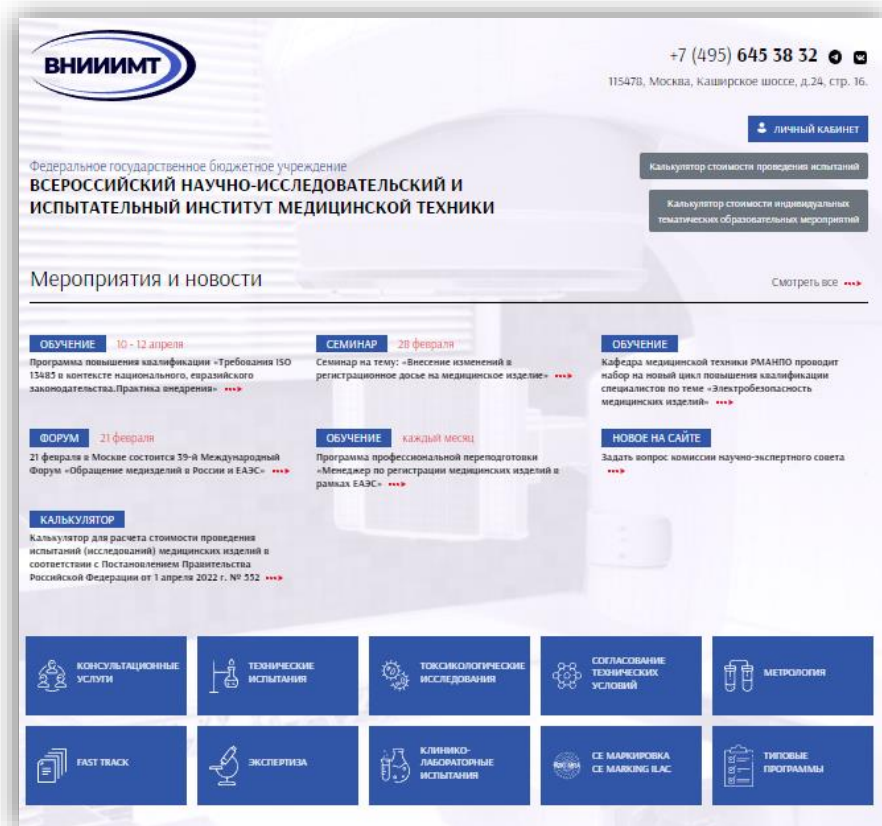 ВНИИИМТ
+7 (495) 645 38 32
115478, Москва, Каширское шоссе, д.24, стр. 16.
ЛИЧНЫЙ КАБИНЕТ
Федеральное государственное бюджетное учреждение
ВСЕРОССИЙСКИЙ НАУЧНО-ИССЛЕДОВАТЕЛЬСКИЙ И
ИСПЫТАТЕЛЬНЫЙ ИНСТИТУТ МЕДИЦИНСКОЙ ТЕХНИКИ
Калькулятор стоимости проведения испытаний
Калькулятор стоимости индивидуальных
тематических образовательных мероприятий
Мероприятия и новости
Смотреть все
ОБУЧЕНИЕ 10 - 12 апреля
Программа повышения квалификации «Требования ISO
13485 в контексте национального, евразийского
законодательства.Практика внедрения»
СЕМИНАР 28 февраля
Семинар на тему: «Внесение изменений в
регистрационное досье на медицинское изделие»
ОБУЧЕНИЕ
Кафедра медицинской техники РМАНПО проводит
набор на новый цикл повышения квалификации
специалистов по теме «Электробезопасность
медицинских изделий»
ФОРУМ 21 февраля
21 февраля в Москве состоится 39-й Международный
Форум «Обращение медизделий в России и ЕАЭС»
ОБУЧЕНИЕ каждый месяц
Программа профессиональной переподготовки
«Менеджер по регистрации медицинских изделий в
рамках ЕАЭС»
НОВОЕ НА САЙТЕ
Задать вопрос комиссии научно-экспертного совета
КАЛЬКУЛЯТОР
Калькулятор для расчета стоимости проведения
испытаний (исследований) медицинских изделий в
соответствии с Постановлением Правительства
Российской Федерации от 1 апреля 2022 г. № 552
КОНСУЛЬТАЦИОННЫЕ
УСЛУГИ
ТЕХНИЧЕСКИЕ
ИСПЫТАНИЯ
ТОКСИКОЛОГИЧЕСКИЕ
ИССЛЕДОВАНИЯ
СОГЛАСОВАНИЕ
ТЕХНИЧЕСКИХ
УСЛОВИЙ
МЕТРОЛОГИЯ
FAST TRACK
ЭКСПЕРТИЗА
КЛИНИКО-
ЛАБОРАТОРНЫЕ
ИСПЫТАНИЯ
CE МАРКИРОВКА
CE MARKING ILAC
ТИПОВЫЕ
ПРОГРАММЫ